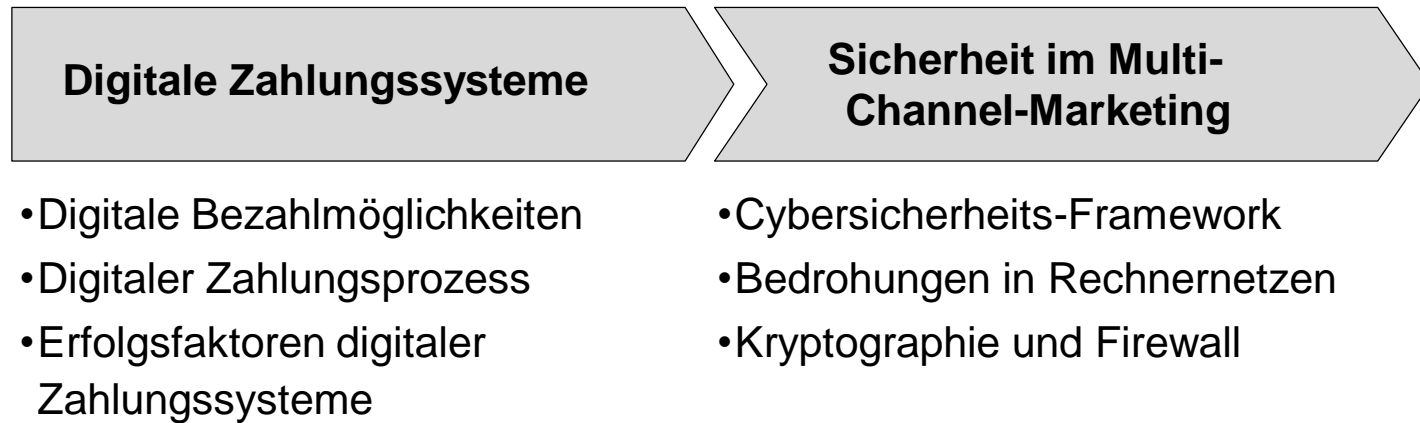 Digitale Zahlungssysteme
Sicherheit im Multi-
Channel-Marketing
•Digitale Bezahlmöglichkeiten
•Digitaler Zahlungsprozess
•Erfolgsfaktoren digitaler
Zahlungssysteme
•Cybersicherheits-Framework
•Bedrohungen in Rechnernetzen
•Kryptographie und Firewall